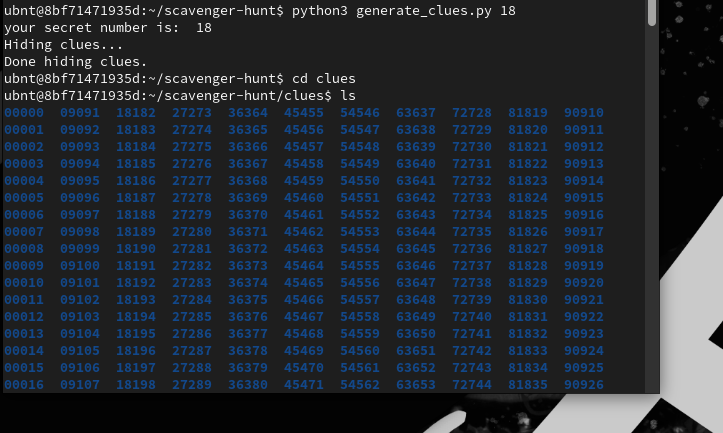 ubnt@8bf71471935d:~/scavenger-hunt$ python3 generate_clues.py 18
your secret number is:  18
Hiding clues...
Done hiding clues.
ubnt@8bf71471935d:~/scavenger-hunt$ cd clues
ubnt@8bf71471935d:~/scavenger-hunt/clues$ ls
00000  09091  18182  27273  36364  45455  54546  63637  72728  81819  90910
00001  09092  18183  27274  36365  45456  54547  63638  72729  81820  90911
00002  09093  18184  27275  36366  45457  54548  63639  72730  81821  90912
00003  09094  18185  27276  36367  45458  54549  63640  72731  81822  90913
00004  09095  18186  27277  36368  45459  54550  63641  72732  81823  90914
00005  09096  18187  27278  36369  45460  54551  63642  72733  81824  90915
00006  09097  18188  27279  36370  45461  54552  63643  72734  81825  90916
00007  09098  18189  27280  36371  45462  54553  63644  72735  81826  90917
00008  09099  18190  27281  36372  45463  54554  63645  72736  81827  90918
00009  09100  18191  27282  36373  45464  54555  63646  72737  81828  90919
00010  09101  18192  27283  36374  45465  54556  63647  72738  81829  90920
00011  09102  18193  27284  36375  45466  54557  63648  72739  81830  90921
00012  09103  18194  27285  36376  45467  54558  63649  72740  81831  90922
00013  09104  18195  27286  36377  45468  54559  63650  72741  81832  90923
00014  09105  18196  27287  36378  45469  54560  63651  72742  81833  90924
00015  09106  18197  27288  36379  45470  54561  63652  72743  81834  90925
00016  09107  18198  27289  36380  45471  54562  63653  72744  81835  90926